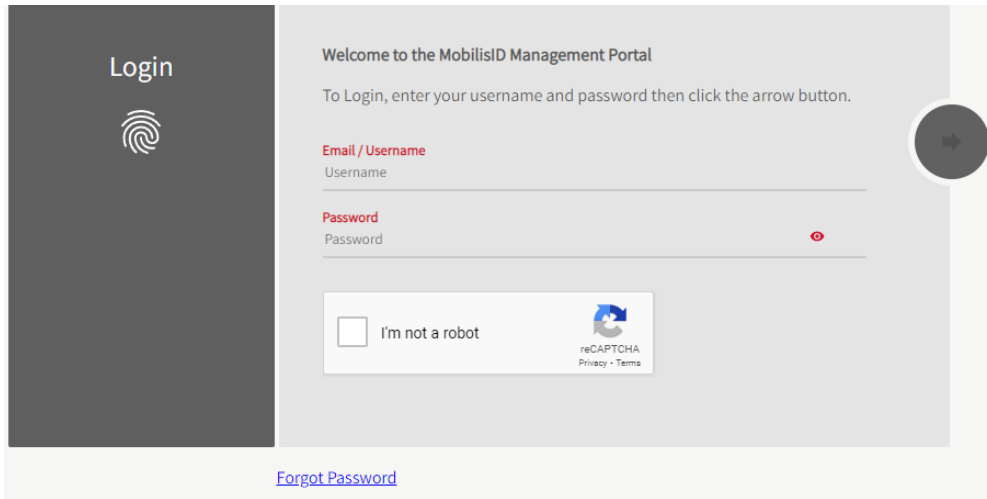 Login
Welcome to the MobilisID Management Portal
To Login, enter your username and password then click the arrow button.
Email / Username
Username
Password
Password
I'm not a robot
reCAPTCHA
Privacy - Terms
Forgot Password